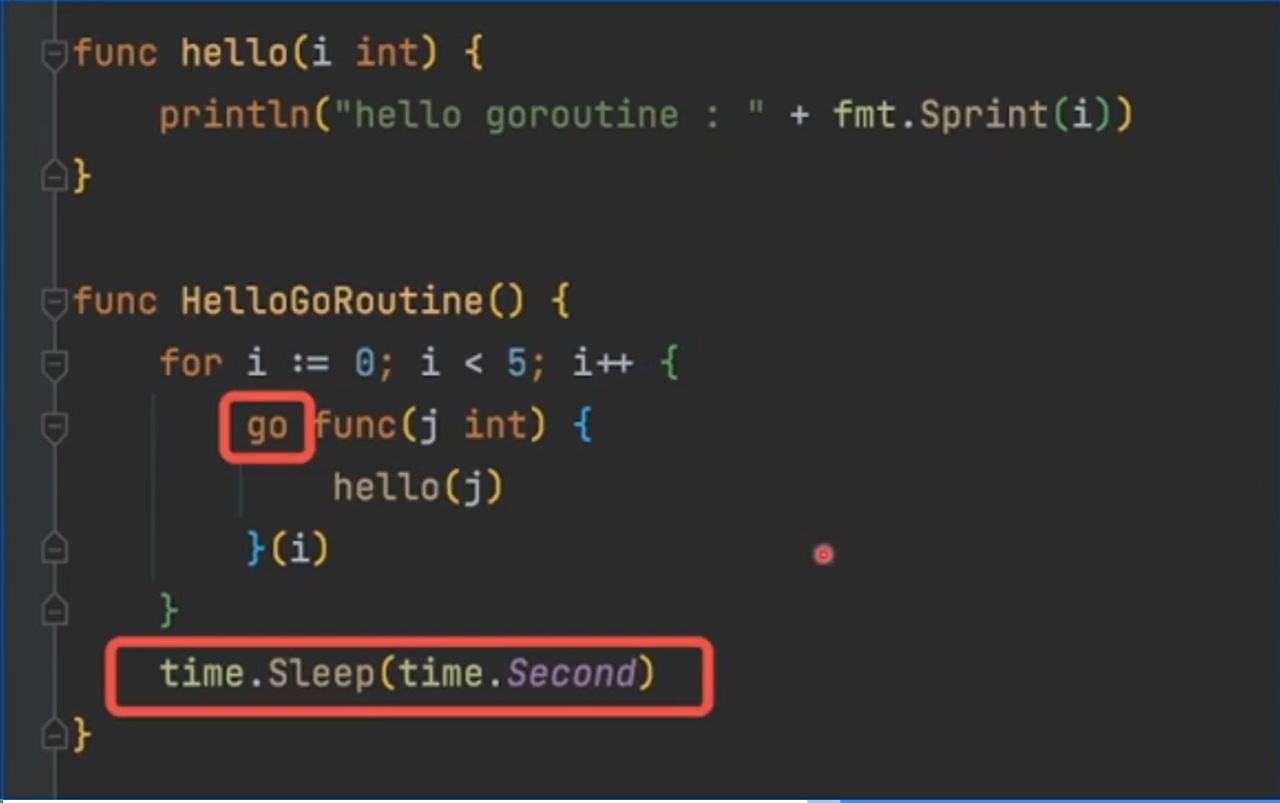 func hello(i int) {
println("hello goroutine : " + fmt.Sprint(i))
}
func HelloGoRoutine() {
for i := 0; i < 5; i++ {
go func(j int) {
hello(j)
}(i)
}
time.Sleep(time.Second)
}